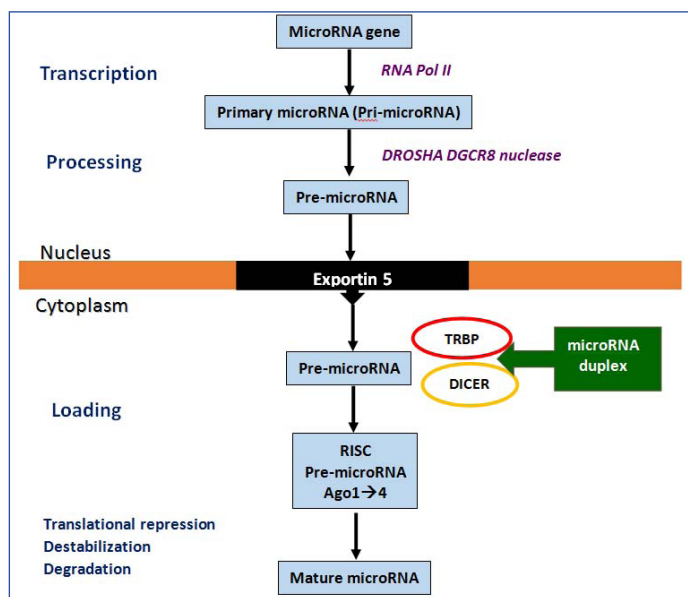 MicroRNA gene
Transcription
RNA Pol II
Primary microRNA (Pri-microRNA)
DROSHA DGCR8 nuclease
Processing
Pre-microRNA
Nucleus
Exportin 5
Cytoplasm
TRBP
microRNA
duplex
Pre-microRNA
DICER
Loading
RISC
Pre-microRNA
Ago1→4
Translational repression
Destabilization
Degradation
Mature microRNA